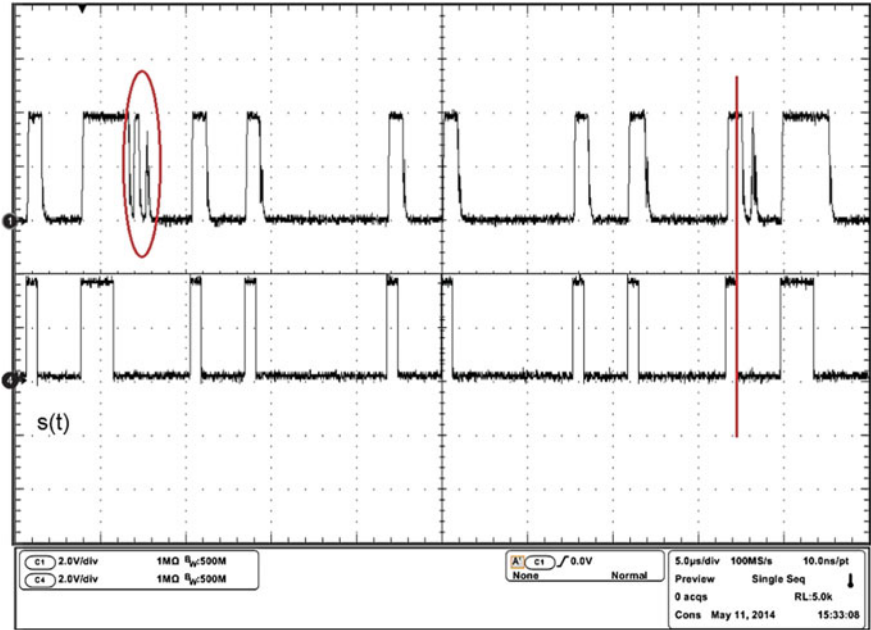 1
4
s(t)
C1 2.0V/div 1MΩ BW:500M
C4 2.0V/div 1MΩ BW:500M
A' C1 0.0V
None Normal
5.0µs/div 100MS/s 10.0ns/pt
Preview Single Seq
0 acqs RL:5.0k
Cons May 11, 2014 15:33:08